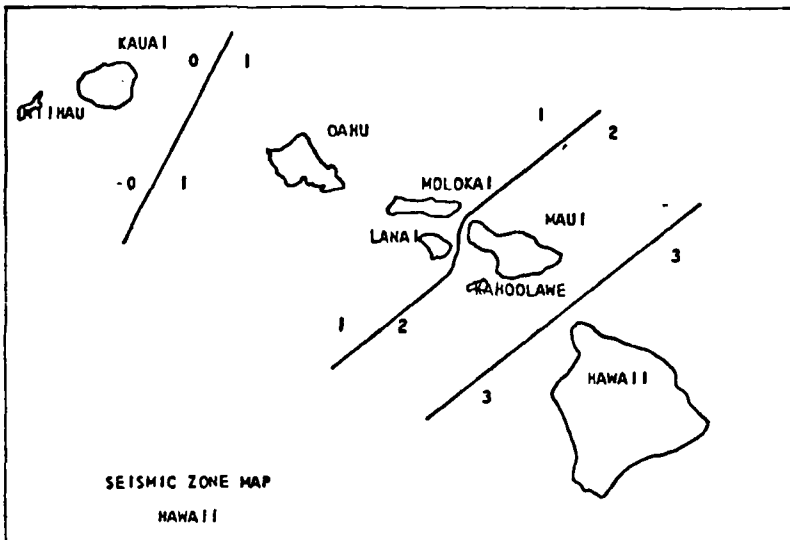 KAUAI
0 1
NIIHAU
OAHU
1 2
-0 1
MOLOKAI
LANAI
MAUI
3
KAHOOLAWE
1 2
HAWAII
3
SEISMIC ZONE MAP
HAWAII